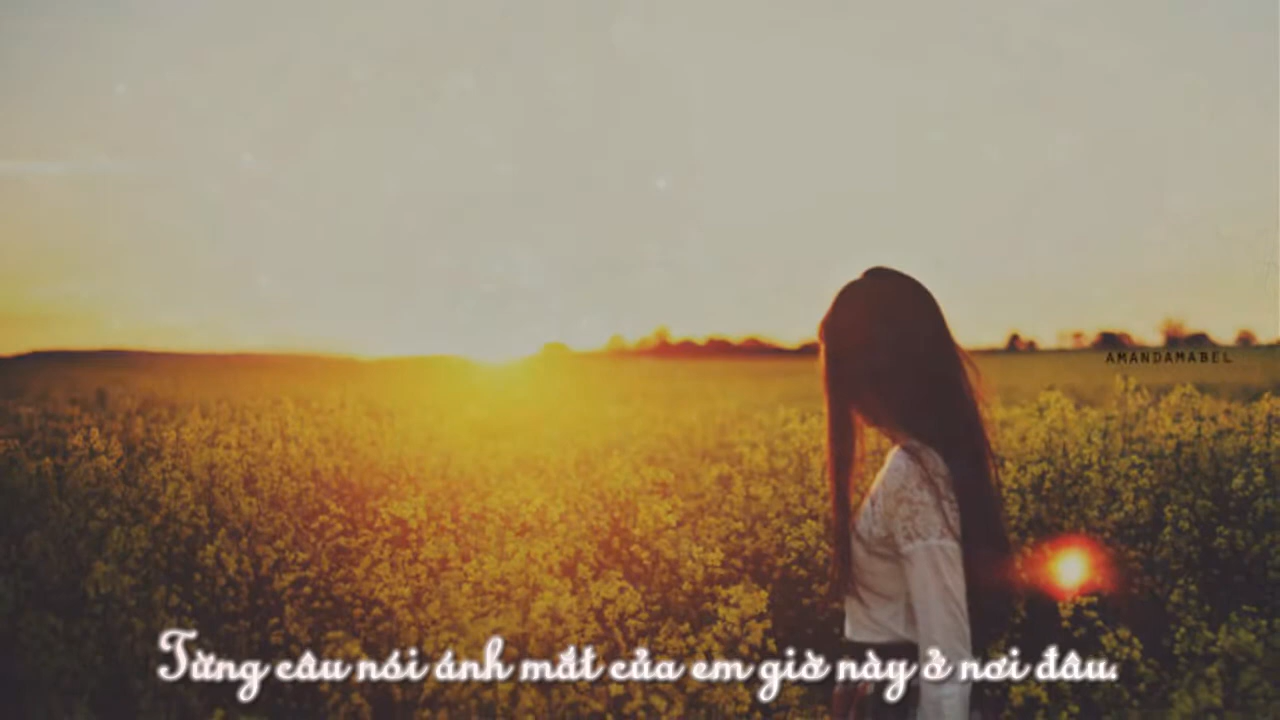 AMANDAMABEL
Từng câu nói ánh mắt của em giờ này ở nơi đâu.